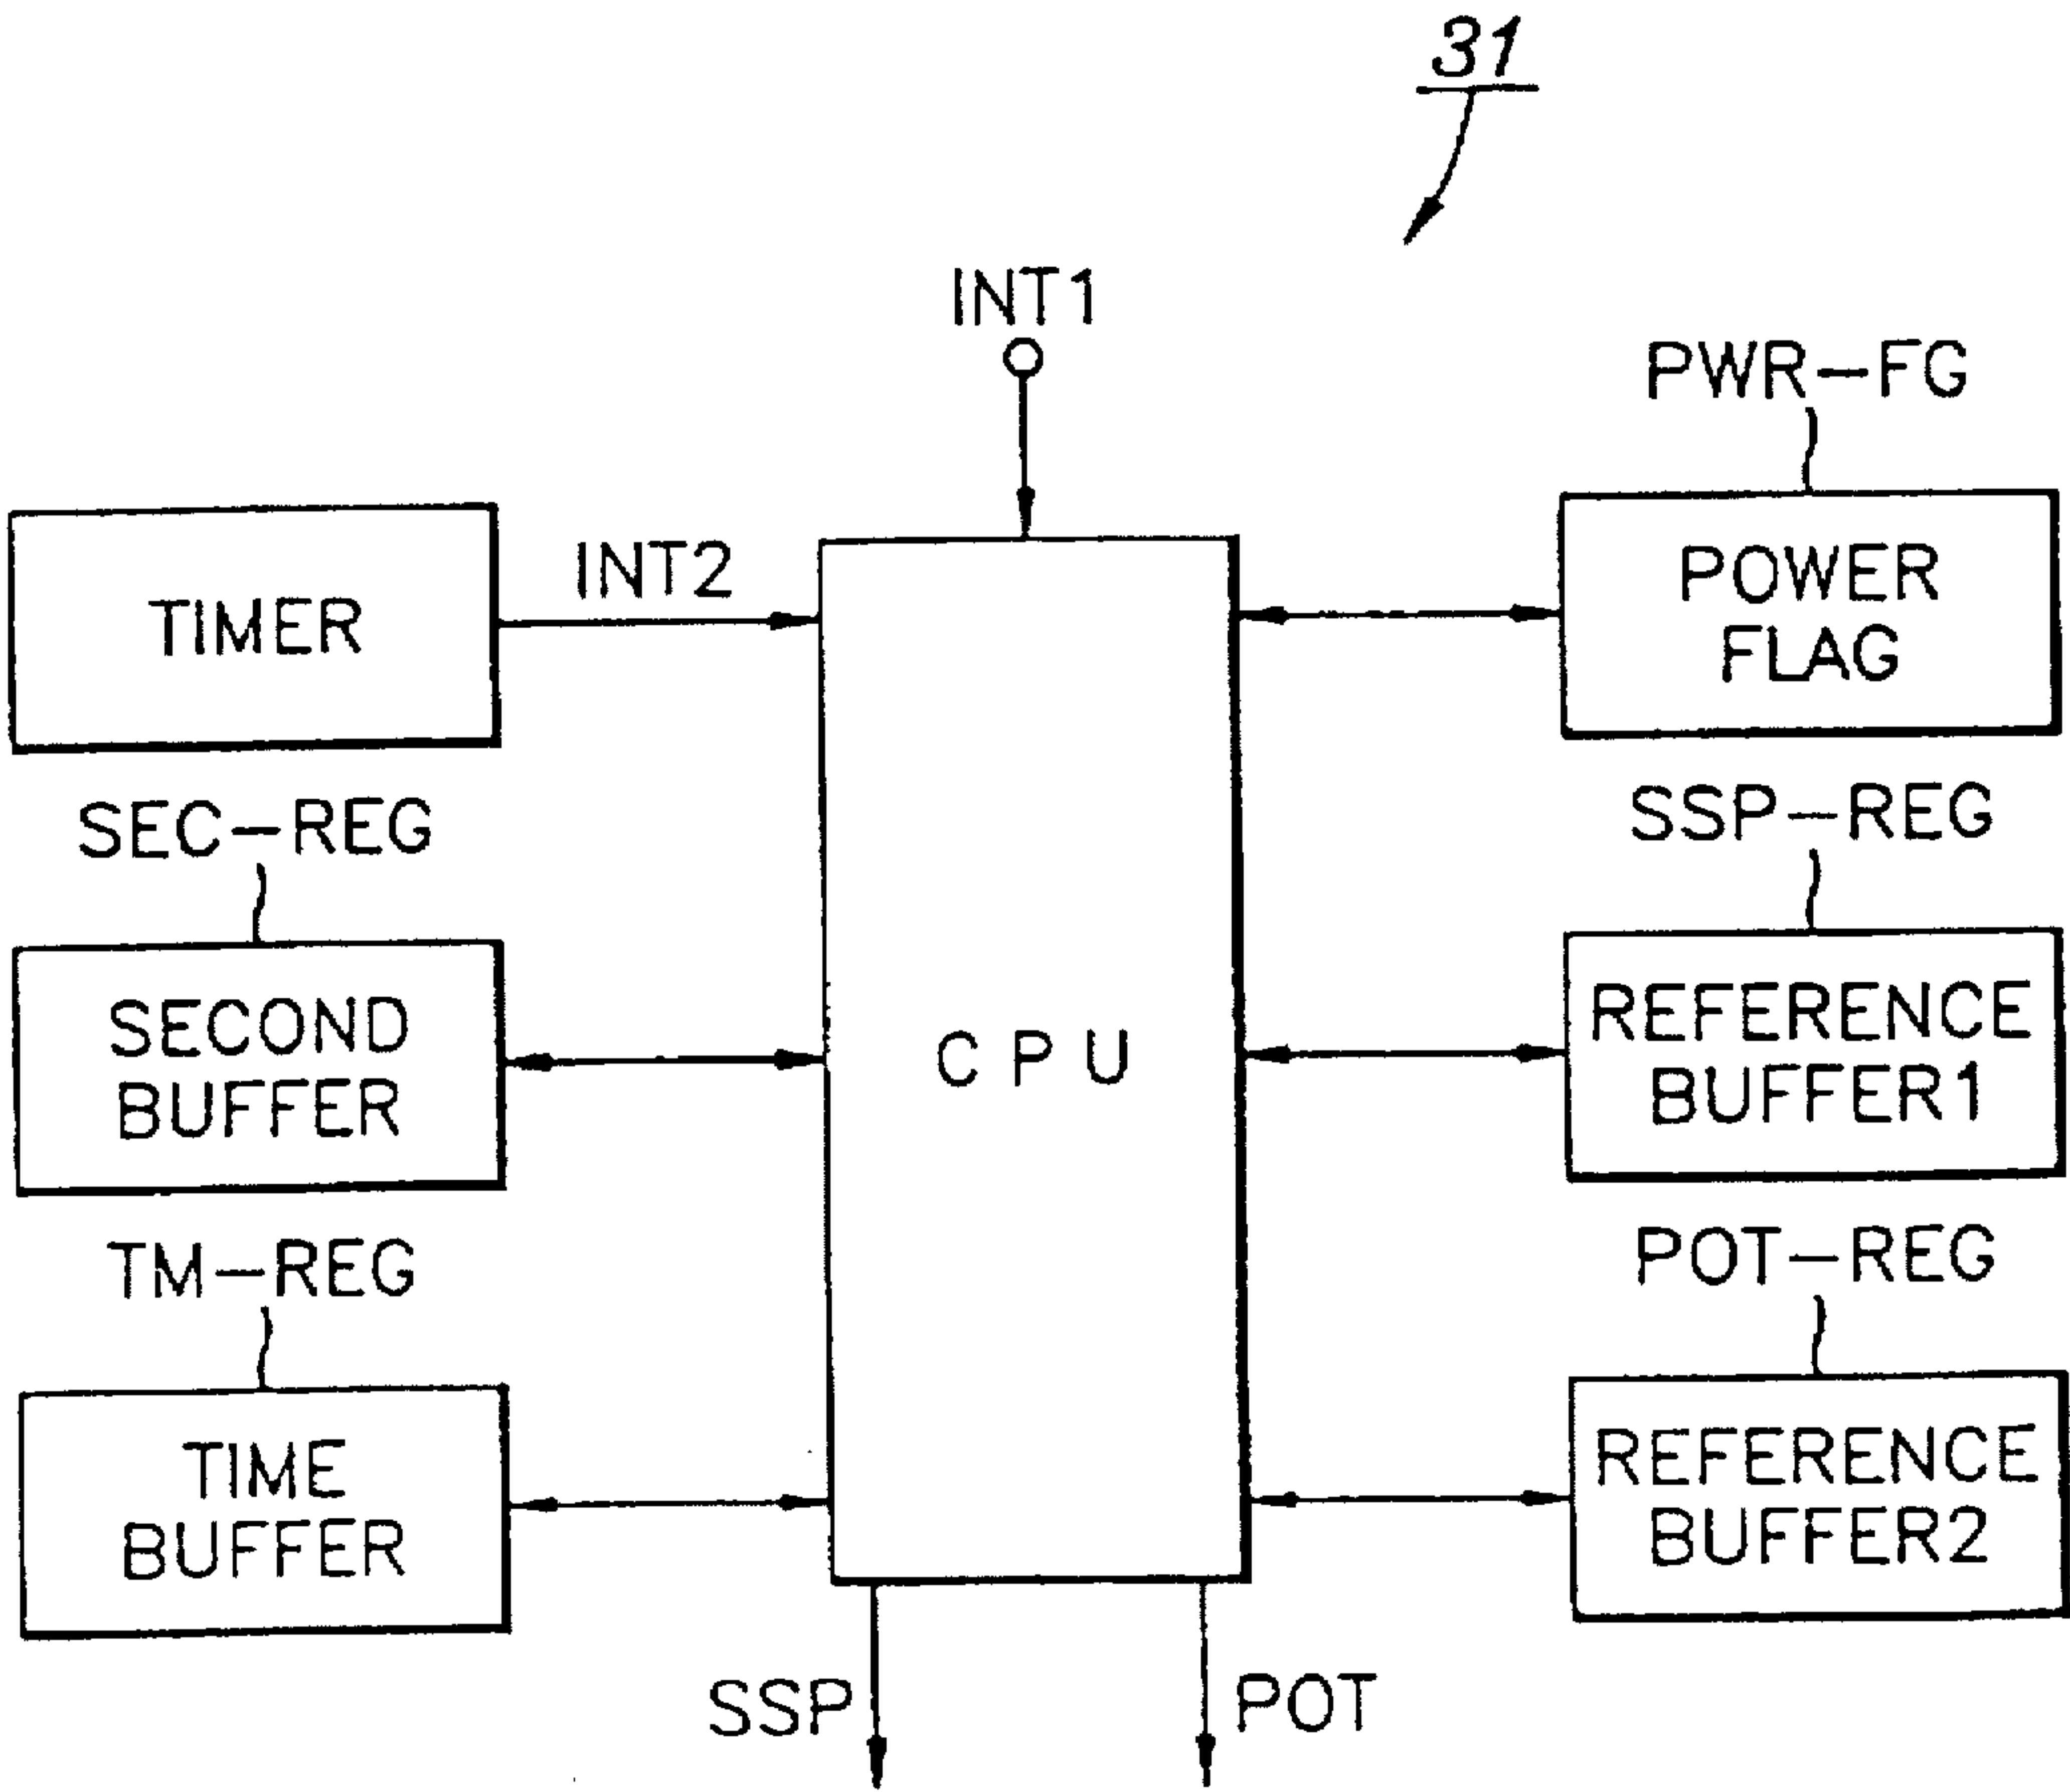 31
INT1
PWR-FG
TIMER
INT2
POWER
FLAG
SEC-REG
SSP-REG
SECOND
BUFFER
CPU
REFERENCE
BUFFER1
TM-REG
POT-REG
TIME
BUFFER
REFERENCE
BUFFER2
SSP
POT